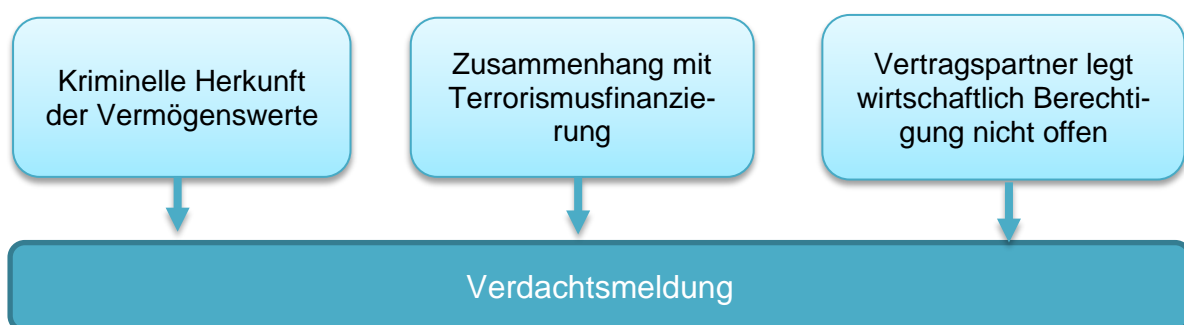 Kriminelle Herkunft
der Vermögenswerte
Zusammenhang mit
Terrorismusfinanzie-
rung
Vertragspartner legt
wirtschaftlich Berechti-
gung nicht offen
Verdachtsmeldung